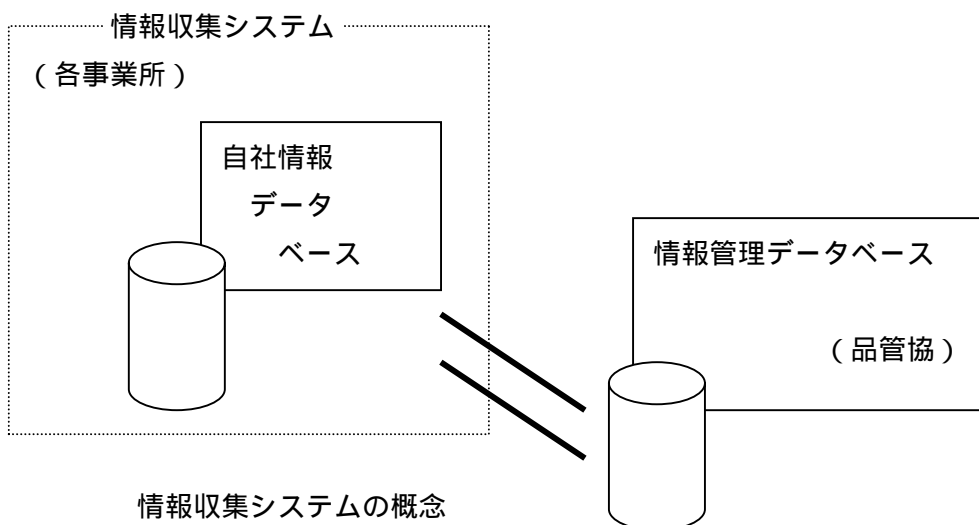 情報収集システム
(各事業所)
自社情報
データ
ベース
情報管理データベース
(品管協)
情報収集システムの概念